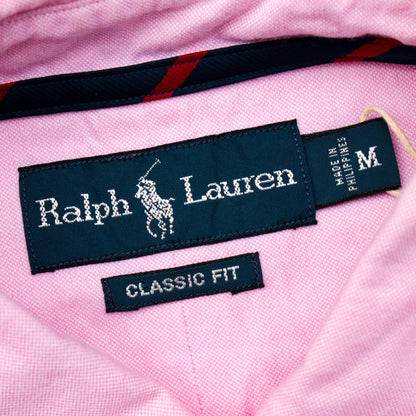 Ralph Lauren
MADE IN
PHILIPPINES
M
CLASSIC FIT